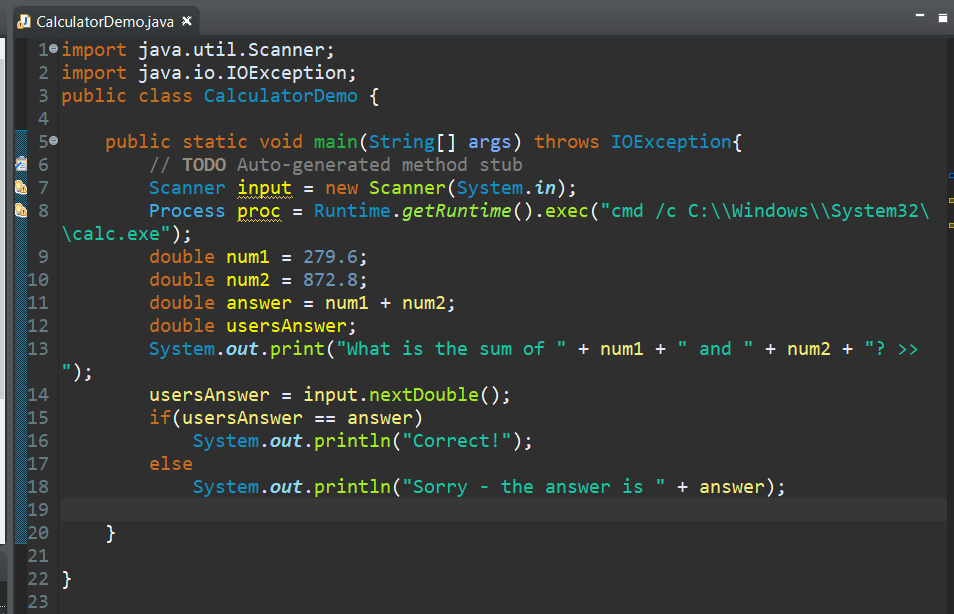 CalculatorDemo.java
1 import java.util.Scanner;
2 import java.io.IOException;
3 public class CalculatorDemo {
4
5 public static void main(String[] args) throws IOException{
6 // TODO Auto-generated method stub
7 Scanner input = new Scanner(System.in);
8 Process proc = Runtime.getRuntime().exec("cmd /c C:\\Windows\\System32\
\calc.exe");
9 double num1 = 279.6;
10 double num2 = 872.8;
11 double answer = num1 + num2;
12 double usersAnswer;
13 System.out.print("What is the sum of " + num1 + " and " + num2 + "? >>
");
14 usersAnswer = input.nextDouble();
15 if(usersAnswer == answer)
16 System.out.println("Correct!");
17 else
18 System.out.println("Sorry - the answer is " + answer);
19
20 }
21
22 }
23